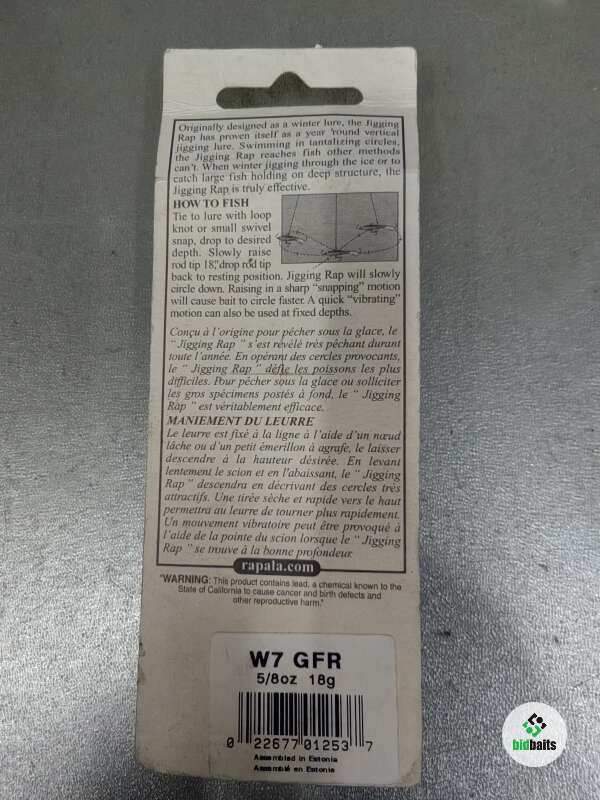 Originally designed as a winter lure, the Jigging
Rap has proven itself as a year 'round vertical
jigging lure. Swimming in tantalizing circles,
the Jigging Rap reaches fish other methods
can't. When winter jigging through the ice or to
catch large fish holding on deep structure, the
Jigging Rap is truly effective.
HOW TO FISH
Tie to lure with loop
knot or small swivel
snap, drop to desired
depth. Slowly raise
rod tip 18", drop rod tip
back to resting position. Jigging Rap will slowly
circle down. Raising in a sharp “snapping” motion
will cause bait to circle faster. A quick “vibrating”
motion can also be used at fixed depths.
Conçu à l'origine pour pêcher sous la glace, le
“Jigging Rap ” s'est révélé très pêchant durant
toute l'année. En opérant des cercles provocants,
le “ Jigging Rap ” défie les poissons les plus
difficiles. Pour pêcher sous la glace ou solliciter
les gros spécimens postés à fond, le “ Jigging
Rap ” est véritablement efficace.
MANIEMENT DU LEURRE
Le leurre est fixé à la ligne à l'aide d'un nœud
lâche ou d'un petit émerillon à agrafe, le laisser
descendre à la hauteur désirée. En levant
lentement le scion et en l'abaissant, le “ Jigging
Rap ” descendra en décrivant des cercles très
attractifs. Une tirée sèche et rapide vers le haut
permettra au leurre de tourner plus rapidement.
Un mouvement vibratoire peut être provoqué à
l'aide de la pointe du scion lorsque le “ Jigging
Rap ” se trouve à la bonne profondeur.
rapala.com
"WARNING: This product contains lead, a chemical known to the
State of California to cause cancer and birth defects and
other reproductive harm."
W7 GFR
5/8oz 18g
0 22677 01253 7
Assembled in Estonia
Assemblé en Estonie
bidbaits